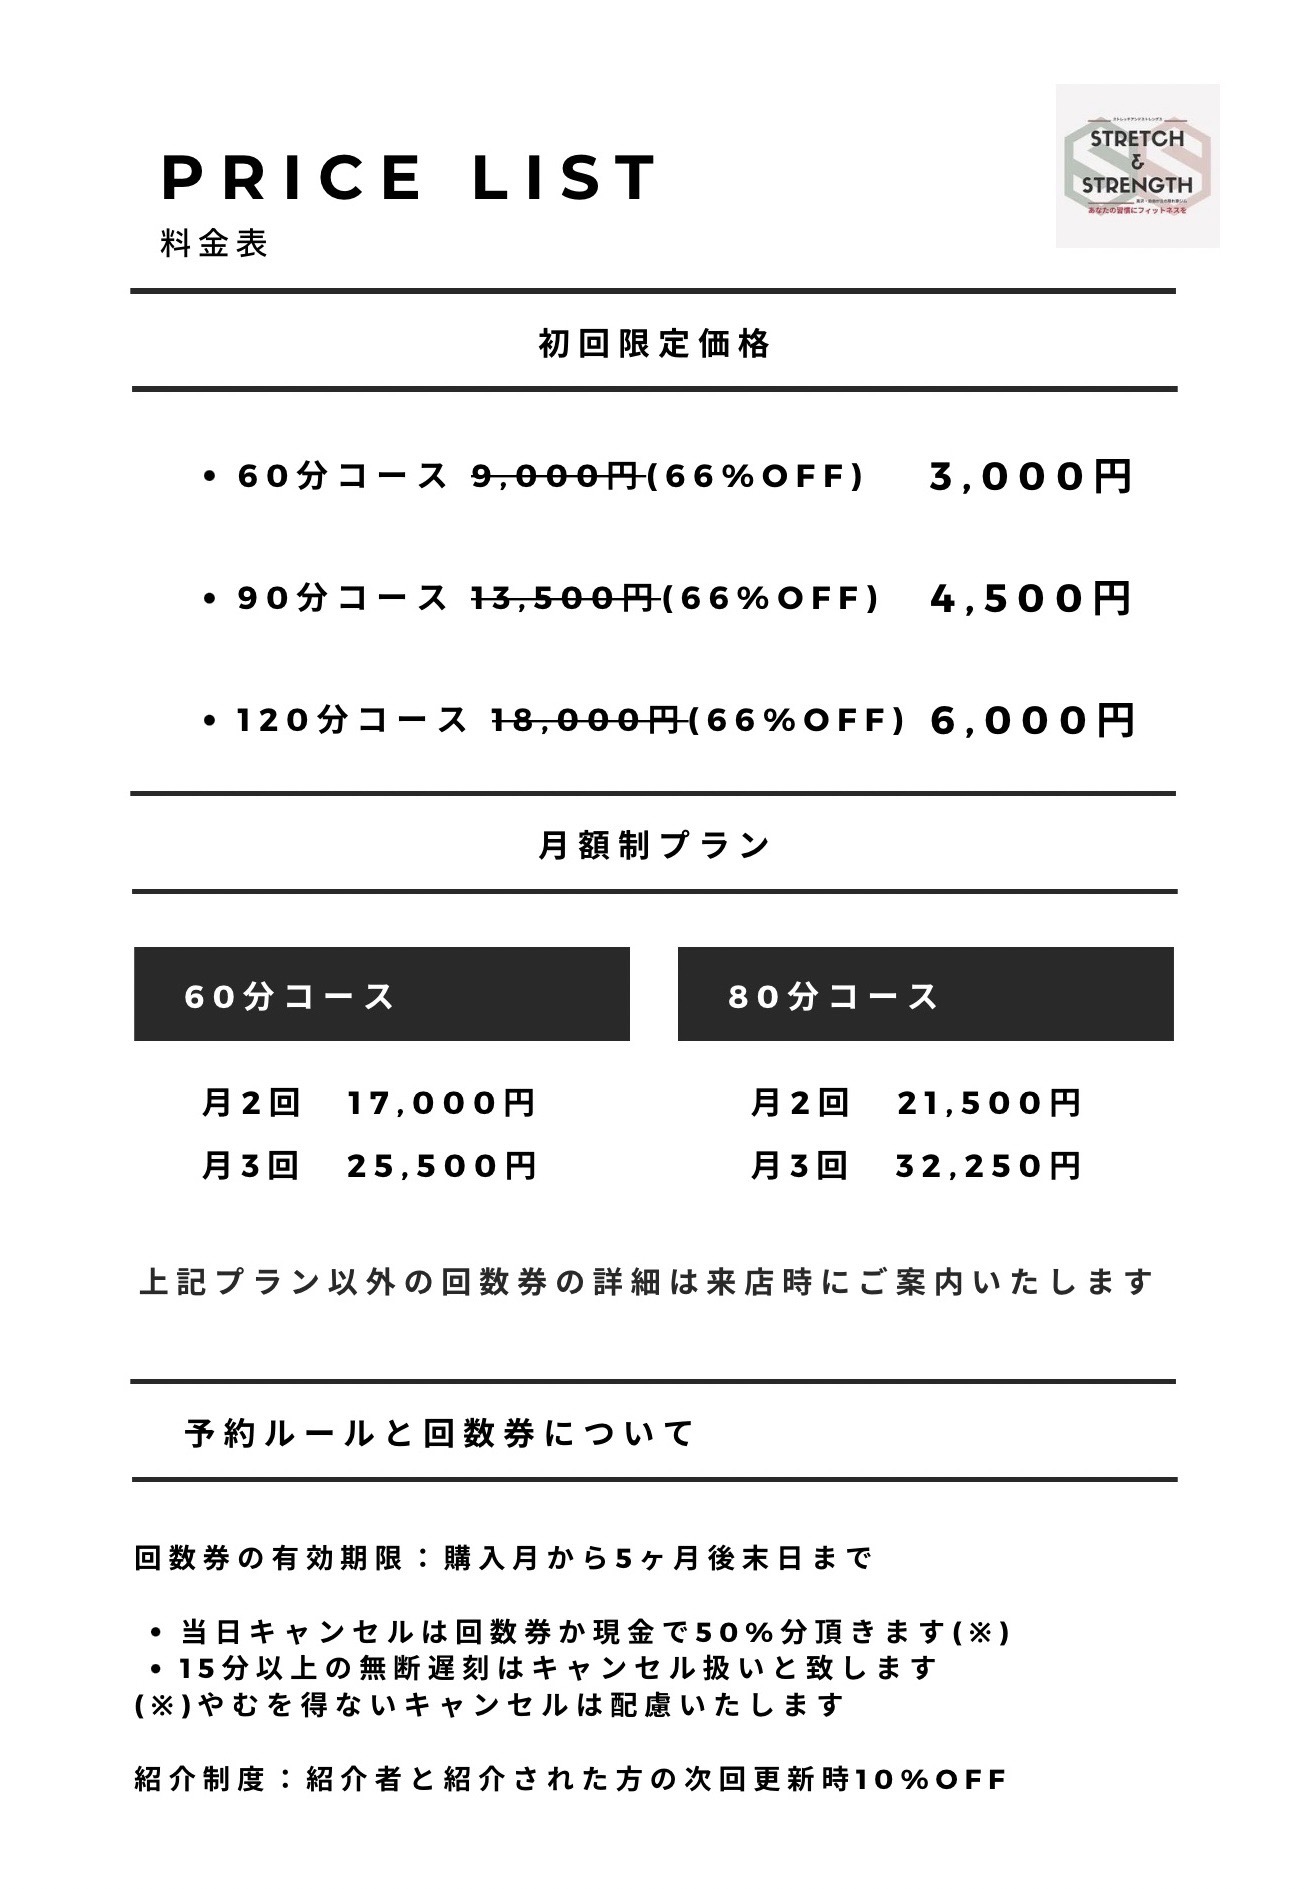 ストレッチアンドストレングス
STRETCH
&
STRENGTH
あなたの習慣にフィットネスを
PRICE LIST
料金表
初回限定価格
• 60分コース 9,000円(66%OFF) 3,000円
• 90分コース 13,500円(66%OFF) 4,500円
• 120分コース 18,000円(66%OFF) 6,000円
月額制プラン
60分コース
月2回 17,000円
月3回 25,500円
80分コース
月2回 21,500円
月3回 32,250円
上記プラン以外の回数券の詳細は来店時にご案内いたします
予約ルールと回数券について
回数券の有効期限：購入月から5ヶ月後末日まで
• 当日キャンセルは回数券か現金で50%分頂きます(※)
• 15分以上の無断遅刻はキャンセル扱いと致します
(※)やむを得ないキャンセルは配慮いたします
紹介制度：紹介者と紹介された方の次回更新時10%OFF